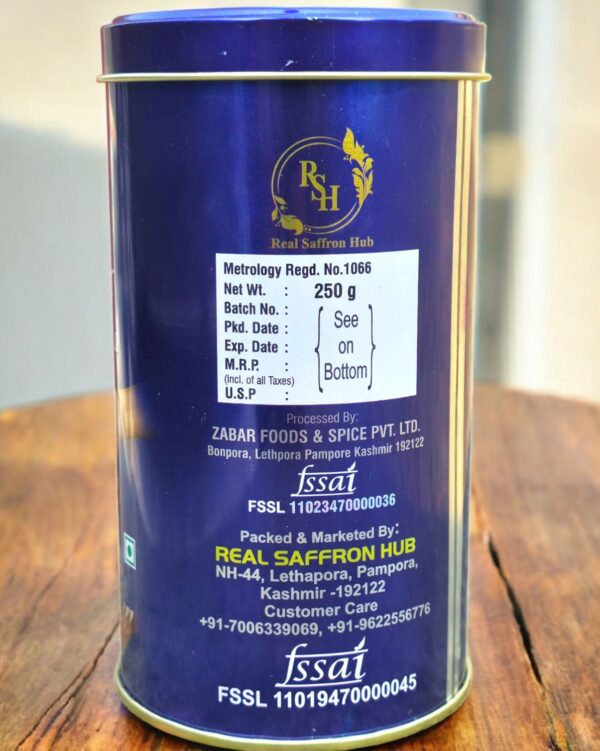 RSH
Real Saffron Hub
Metrology Regd. No.1066
Net Wt. : 250 g
Batch No. :
Pkd. Date :
Exp. Date :
M.R.P. :
(Incl. of all Taxes)
U.S.P :
See
on
Bottom
Processed By:
ZABAR FOODS & SPICE PVT. LTD.
Bonpora, Lethpora Pampore Kashmir 192122
fssai
FSSL 11023470000036
Packed & Marketed By:
REAL SAFFRON HUB
NH-44, Lethapora, Pampora,
Kashmir -192122
Customer Care
+91-7006339069, +91-9622556776
fssai
FSSL 11019470000045